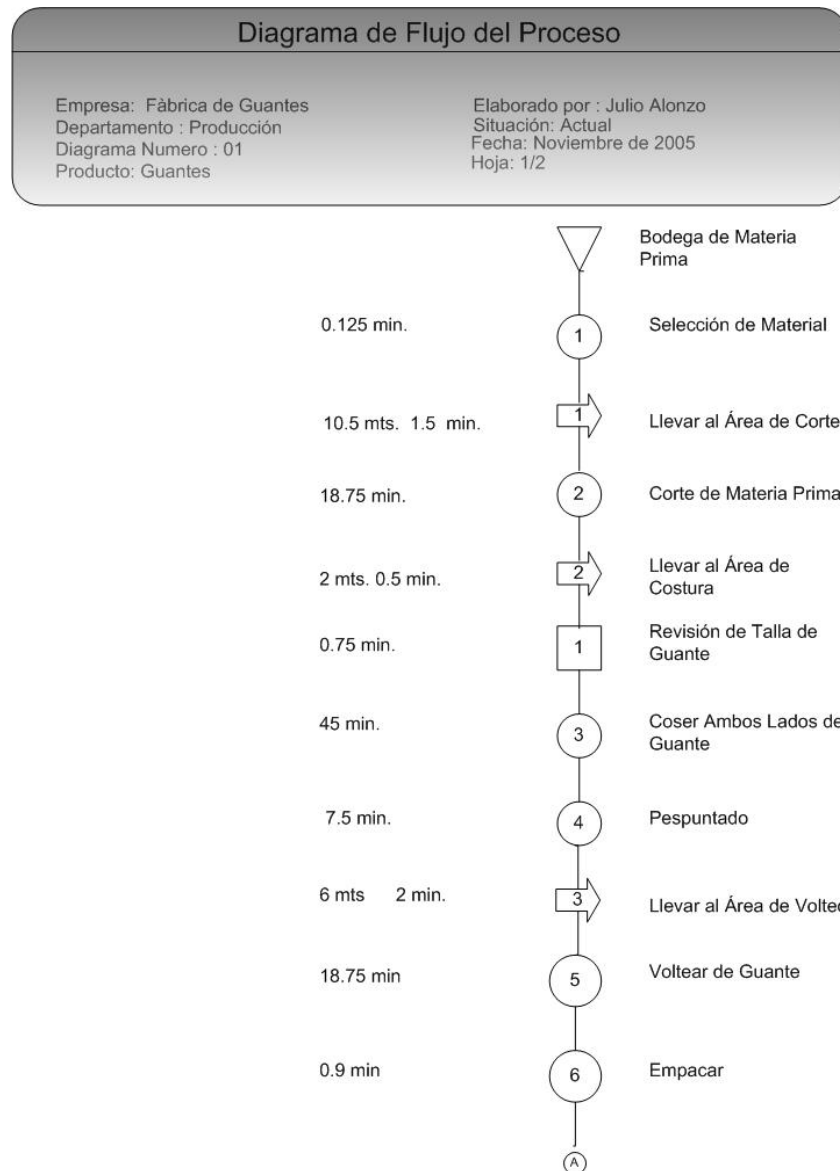 Diagrama de Flujo del Proceso
Empresa:  Fàbrica de Guantes
Departamento : Producción
Diagrama Numero : 01
Producto: Guantes
Elaborado por : Julio Alonzo
Situación: Actual
Fecha: Noviembre de 2005
Hoja: 1/2
Bodega de Materia
Prima
0.125 min.
1
Selección de Material
10.5 mts.  1.5  min.
1
Llevar al Área de Corte
18.75 min.
2
Corte de Materia Prima
2 mts. 0.5 min.
2
Llevar al Área de
Costura
0.75 min.
1
Revisión de Talla de
Guante
45 min.
3
Coser Ambos Lados de
Guante
7.5 min.
4
Pespuntado
6 mts      2 min.
3
Llevar al Área de
18.75 min
5
Voltear de Guante
0.9 min
6
Empacar
A